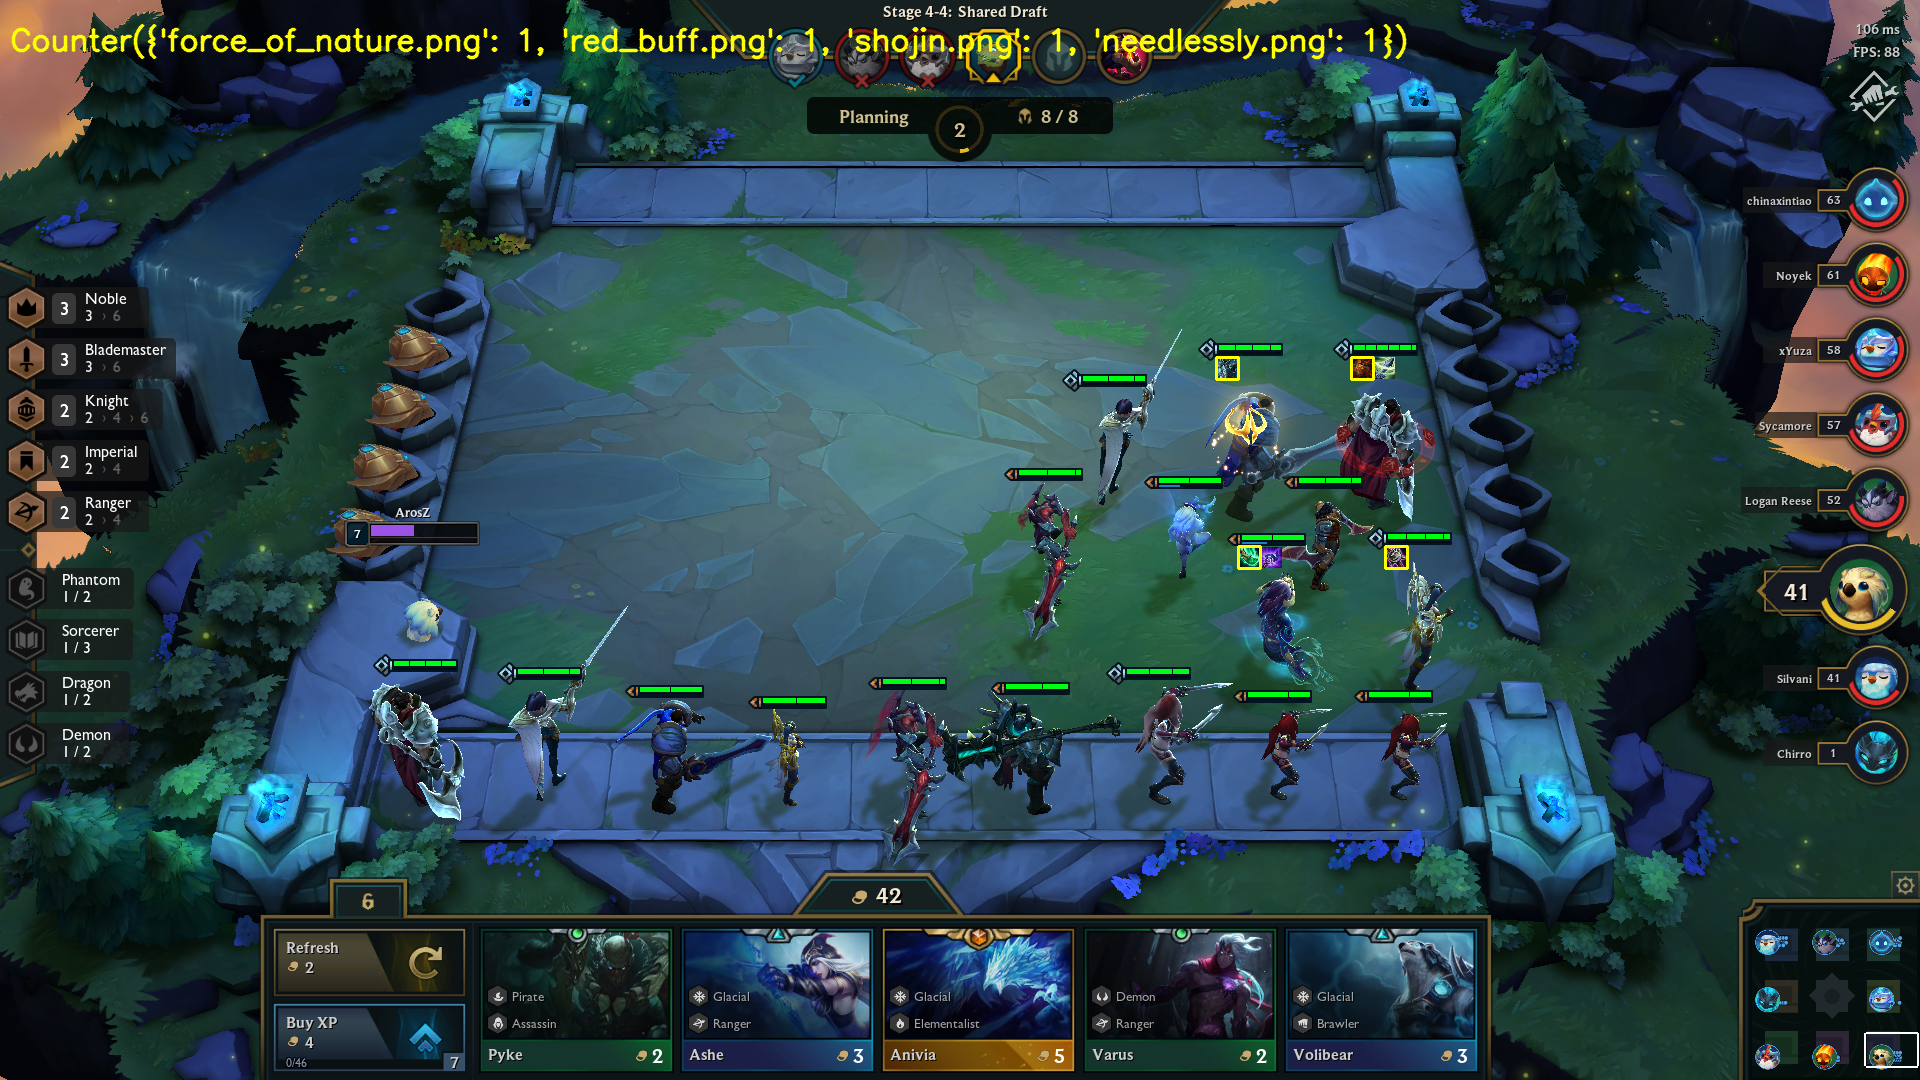 Stage 4-4: Shared Draft
Counter({'force_of_nature.png': 1, 'red_buff.png': 1, 'shojin.png': 1, 'needlessly.png': 1})
106 ms
FPS: 88
Planning
2
8 / 8
chinaxintiao 63
Noyek 61
xYuza 58
Sycamore 57
Logan Reese 52
41
Silvani 41
Chirro 1
3 Noble
3 › 6
3 Blademaster
3 › 6
2 Knight
2 › 4 › 6
2 Imperial
2 › 4
2 Ranger
2 › 4
Phantom
1 / 2
Sorcerer
1 / 3
Dragon
1 / 2
Demon
1 / 2
ArosZ
7
6
42
Refresh
2
Buy XP
4
0/46
7
Pirate
Assassin
Pyke 2
Glacial
Ranger
Ashe 3
Glacial
Elementalist
Anivia 5
Demon
Ranger
Varus 2
Glacial
Brawler
Volibear 3